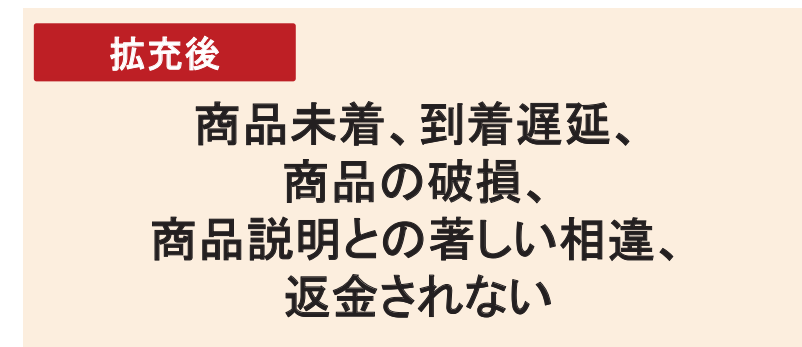 拡充後
商品未着、到着遅延、
商品の破損、
商品説明との著しい相違、
返金されない